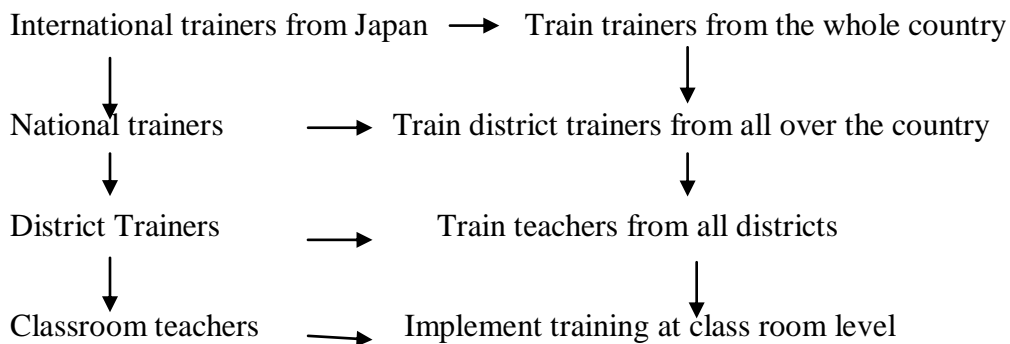 International trainers from Japan Train trainers from the whole country
National trainers Train district trainers from all over the country
District Trainers Train teachers from all districts
Classroom teachers Implement training at class room level